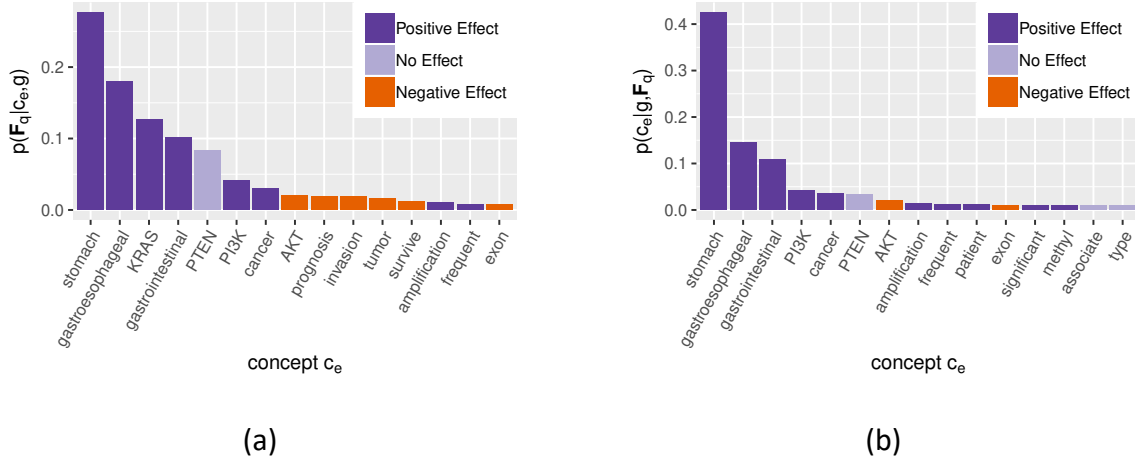 p(F_q|c_e,g)
0.2
0.1
0.0
Positive Effect
No Effect
Negative Effect
stomach
gastroesophageal
KRAS
gastrointestinal
PTEN
PI3K
cancer
AKT
prognosis
invasion
tumor
survive
amplification
frequent
exon
concept c_e
(a)
p(c_e|g,F_q)
0.4
0.3
0.2
0.1
0.0
Positive Effect
No Effect
Negative Effect
stomach
gastroesophageal
gastrointestinal
PI3K
cancer
PTEN
AKT
amplification
frequent
patient
exon
significant
methyl
associate
type
concept c_e
(b)